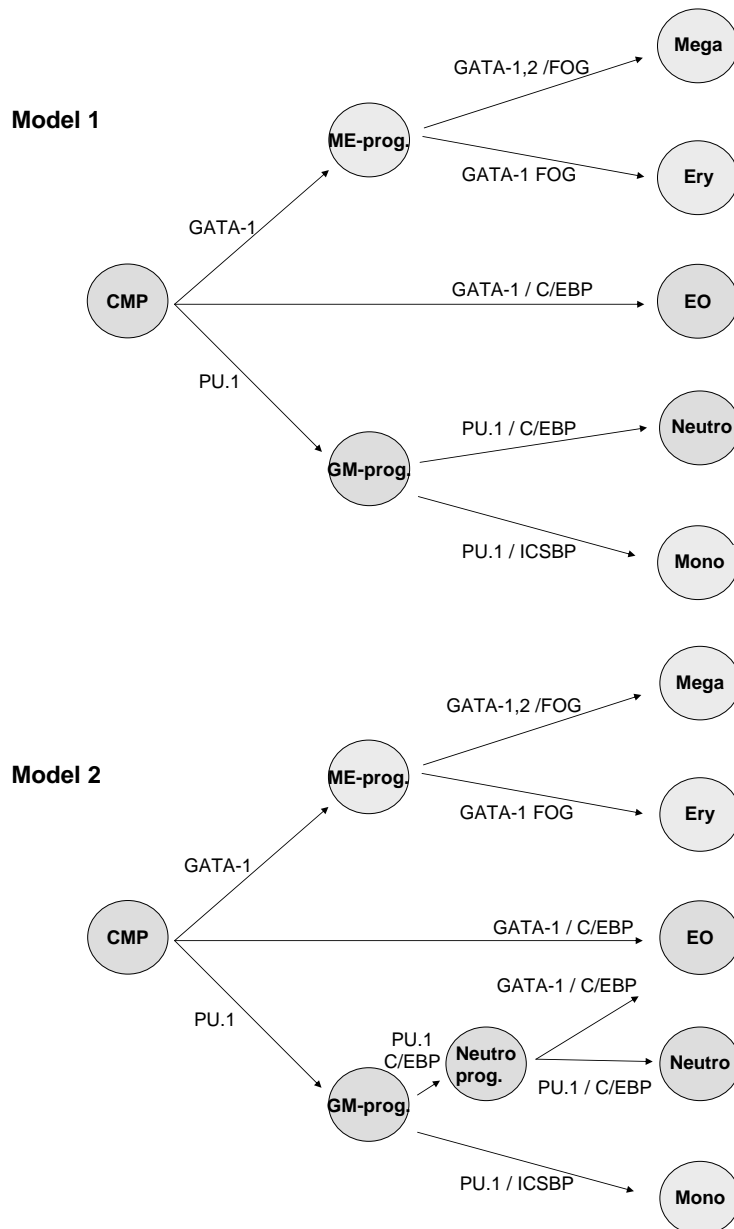 Mega
GATA-1,2 /FOG
Model 1
ME-prog.
GATA-1 FOG
Ery
GATA-1
GATA-1 / C/EBP
CMP
EO
PU.1
PU.1 / C/EBP
Neutro
GM-prog.
PU.1 / ICSBP
Mono
Mega
GATA-1,2 /FOG
Model 2
ME-prog.
GATA-1 FOG
Ery
GATA-1
GATA-1 / C/EBP
CMP
EO
GATA-1 / C/EBP
PU.1
PU.1
C/EBP
Neutro
prog.
Neutro
PU.1 / C/EBP
GM-prog.
PU.1 / ICSBP
Mono